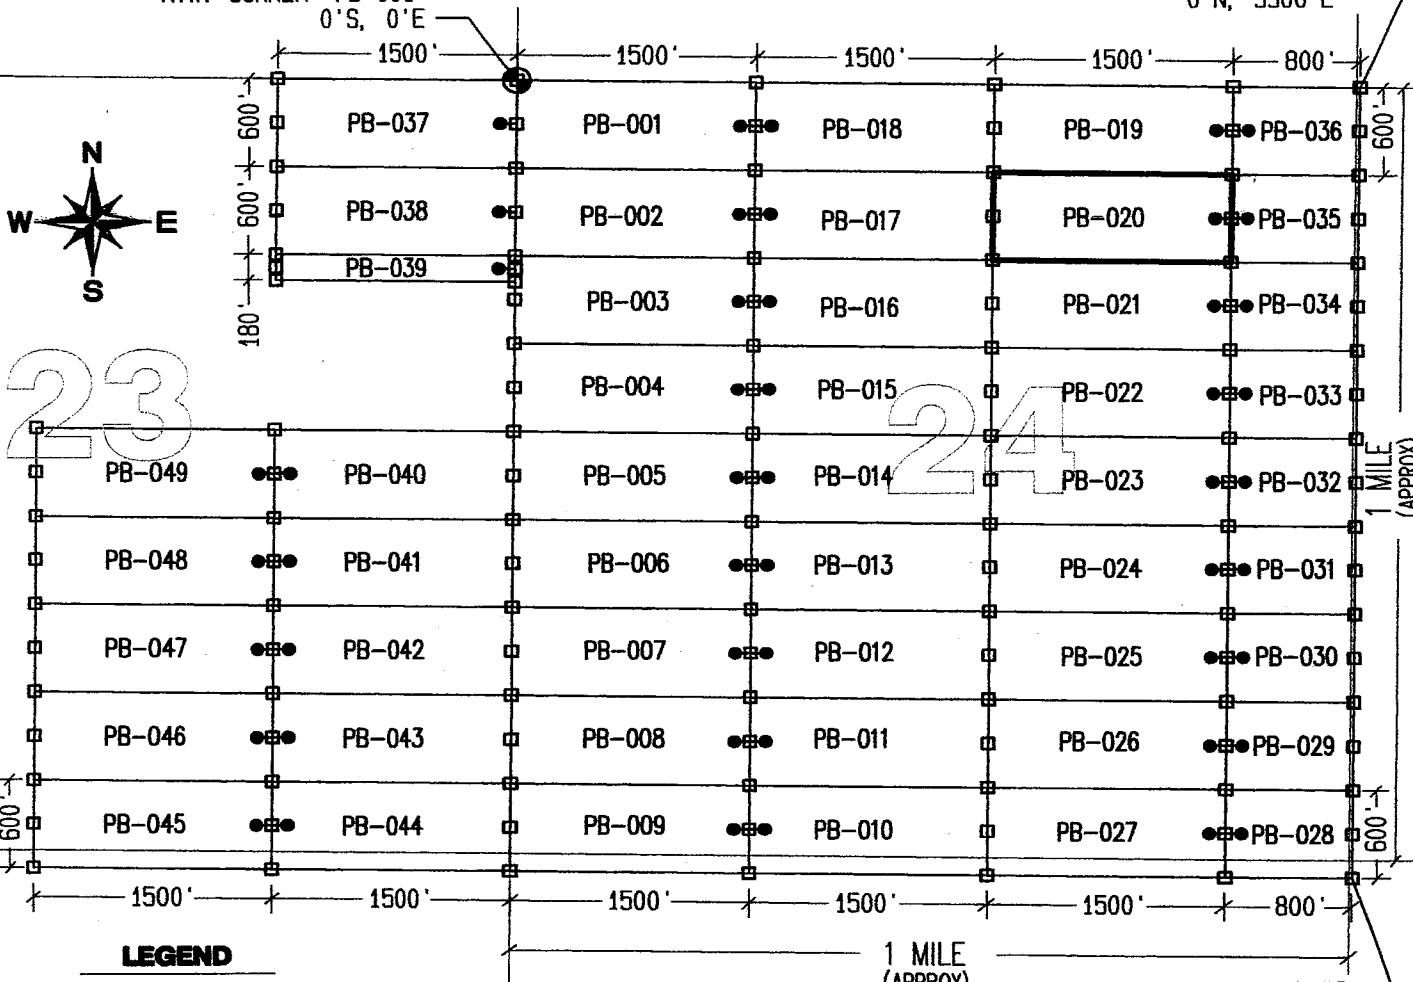 0'S, 0'E
1500' 1500' 1500' 1500' 800'
600' PB-037 PB-001 PB-018 PB-019 PB-036 600'
N
W E
S
600' PB-038 PB-002 PB-017 PB-020 PB-035
PB-039
180'
PB-003 PB-016 PB-021 PB-034
23
24
PB-004 PB-015 PB-022 PB-033
PB-049 PB-040 PB-005 PB-014 PB-023 PB-032
1 MILE
(APPROX)
PB-048 PB-041 PB-006 PB-013 PB-024 PB-031
PB-047 PB-042 PB-007 PB-012 PB-025 PB-030
PB-046 PB-043 PB-008 PB-011 PB-026 PB-029
600' PB-045 PB-044 PB-009 PB-010 PB-027 PB-028 600'
1500' 1500' 1500' 1500' 1500' 800'
LEGEND
1 MILE
(APPROX)